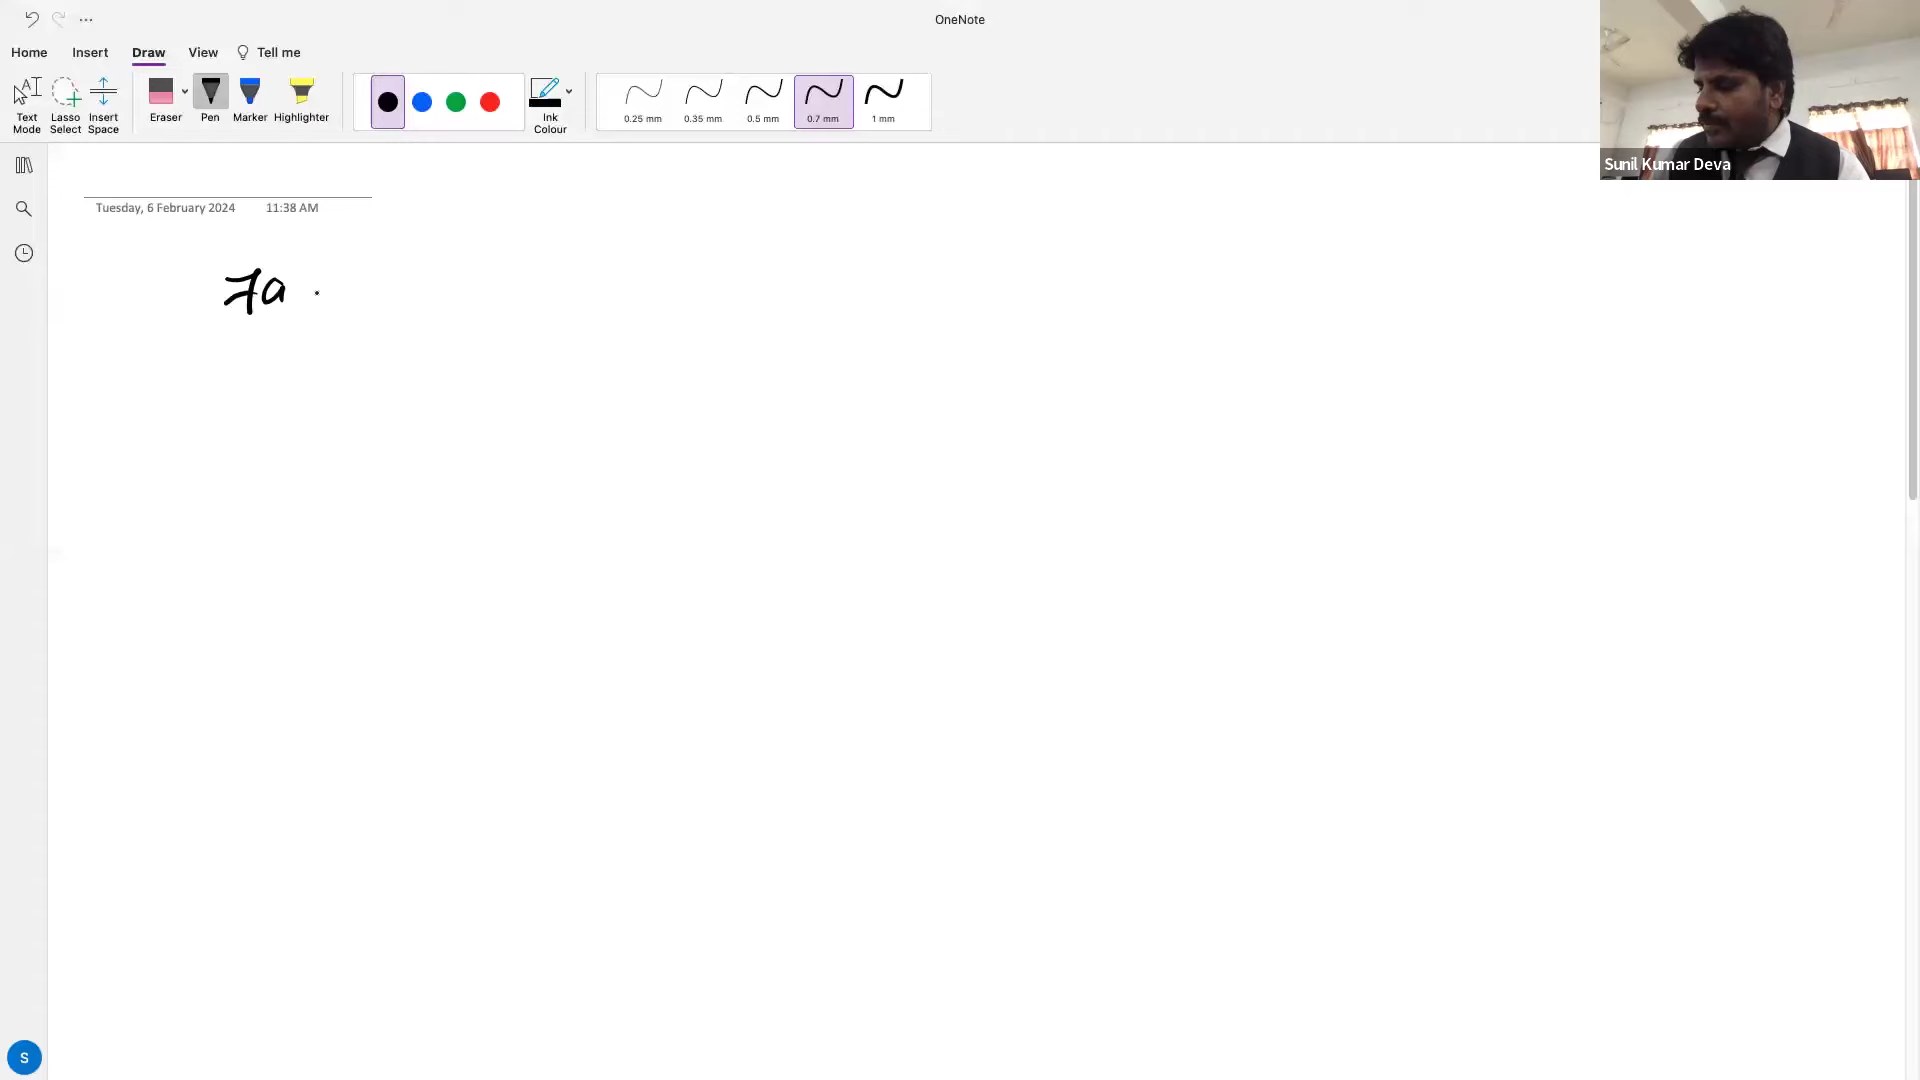 OneNote
Home Insert Draw View Tell me
Text Mode Lasso Select Insert Space Eraser Pen Marker Highlighter Ink Colour 0.25 mm 0.35 mm 0.5 mm 0.7 mm 1 mm
Sunil Kumar Deva
Tuesday, 6 February 2024 11:38 AM
7a
S